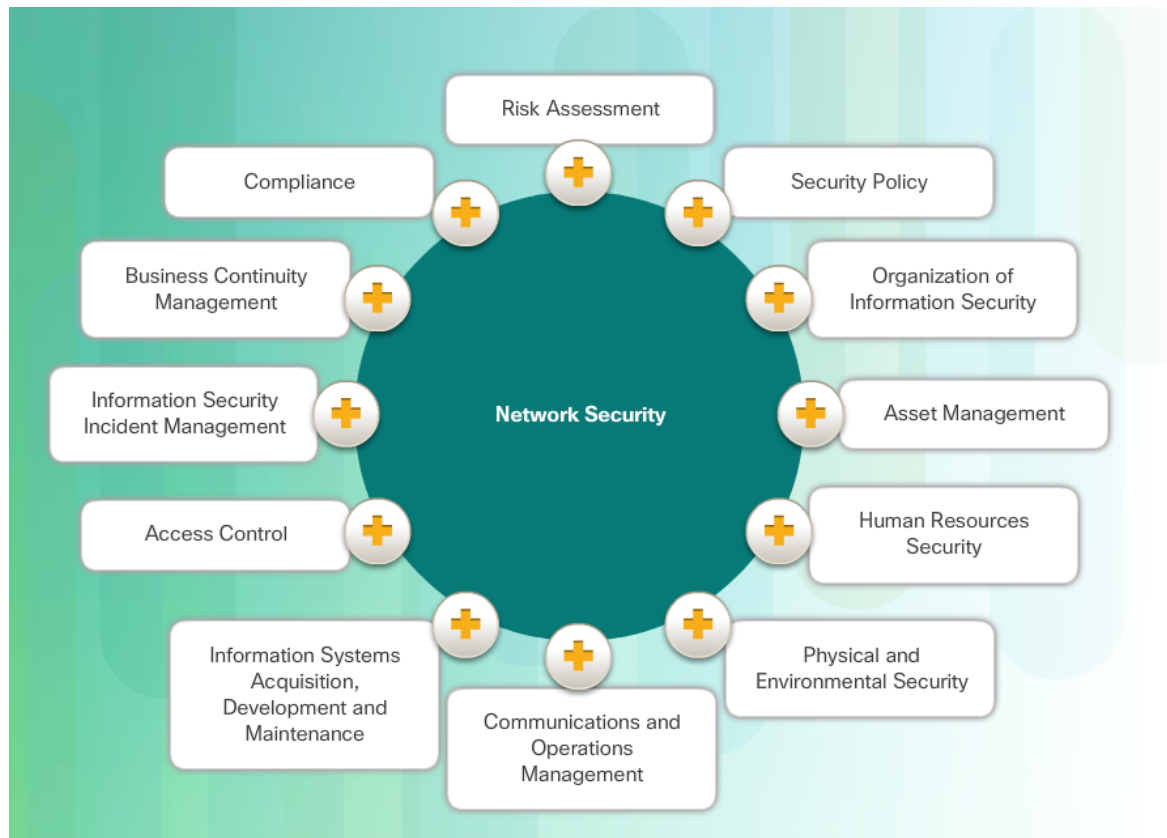 Risk Assessment
Compliance
Security Policy
Business Continuity
Management
Organization of
Information Security
Information Security
Incident Management
Network Security
Asset Management
Access Control
Human Resources
Security
Information Systems
Acquisition,
Development and
Maintenance
Physical and
Environmental Security
Communications and
Operations
Management